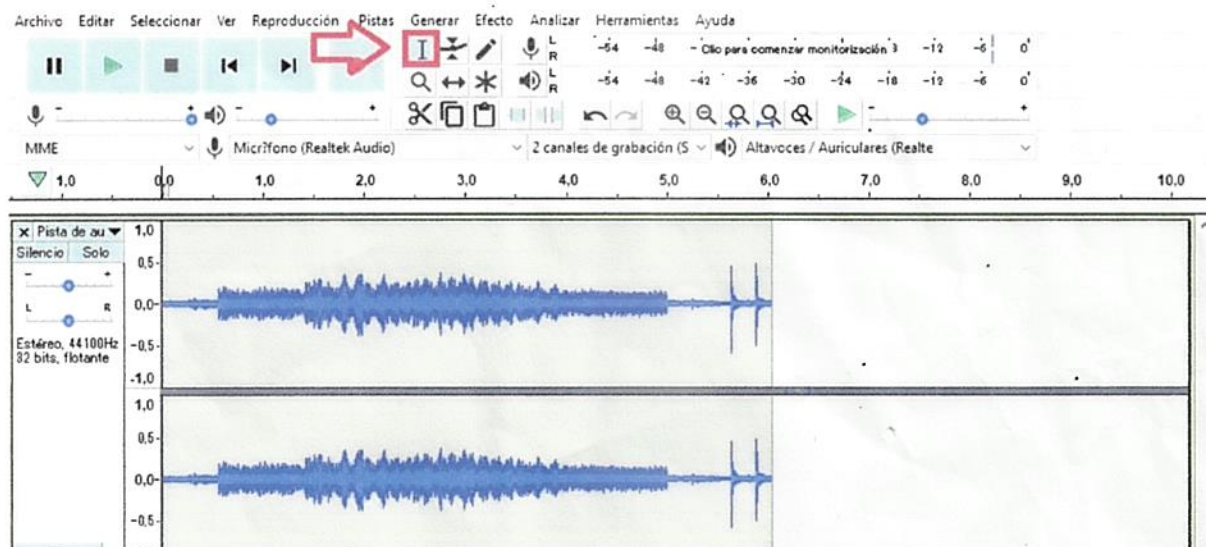 Archivo Editar Seleccionar Ver Reproducción Pistas Generar Efecto Analizar Herramientas Ayuda
L
R
-54 -48 - Clic para comenzar monitorización 3 -12 -6 0
L
R
-54 -48 -42 -36 -30 -24 -18 -12 -6 0
MME Micr?fono (Realtek Audio) 2 canales de grabación (S Altavoces / Auriculares (Realte
1,0 0,0 1,0 2,0 3,0 4,0 5,0 6,0 7,0 8,0 9,0 10,0
x Pista de au
Silencio Solo
- +
L R
Estéreo, 44100Hz
32 bits, flotante
1,0
0,5-
0,0-
-0,5-
-1,0
1,0
0,5-
0,0-
-0,5-